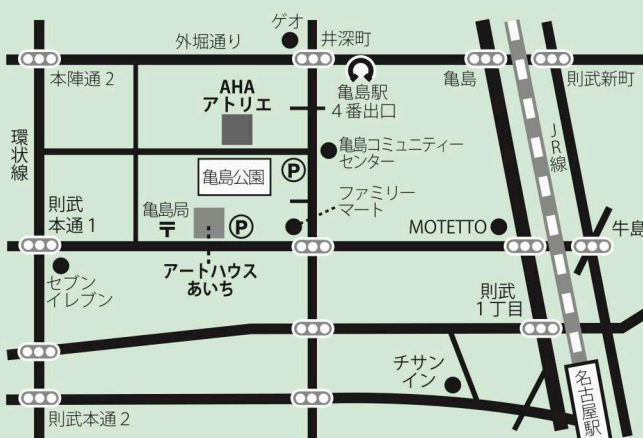 ゲオ
外堀通り
井深町
本陣通2
AHA
アトリエ
亀島駅
4番出口
亀島
則武新町
環状線
亀島コミュニティー
センター
JR線
亀島公園
P
ファミリー
マート
則武
本通1
亀島局
〒
P
MOTETTO
牛島
アートハウス
あいち
セブン
イレブン
則武
1丁目
チサン
イン
名古屋駅
則武本通2